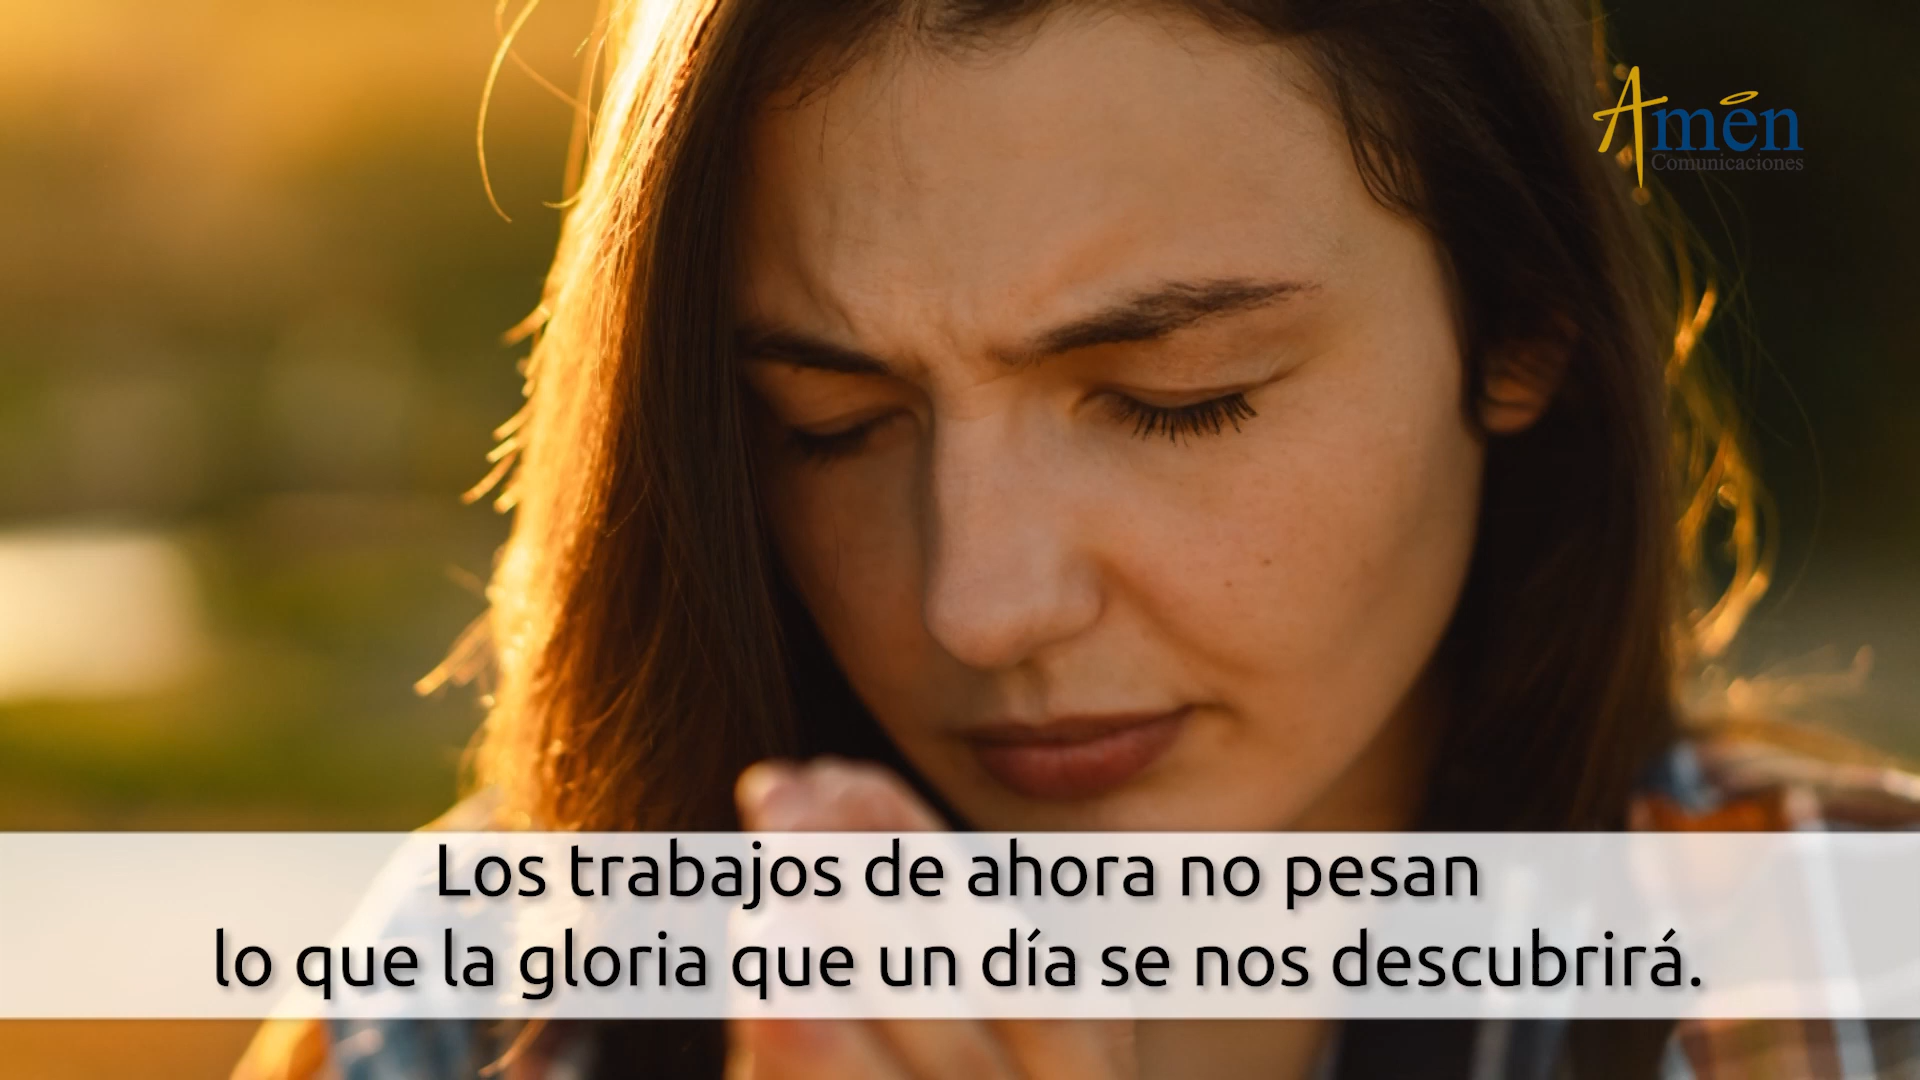 Amén
Comunicaciones
Los trabajos de ahora no pesan
lo que la gloria que un día se nos descubrirá.